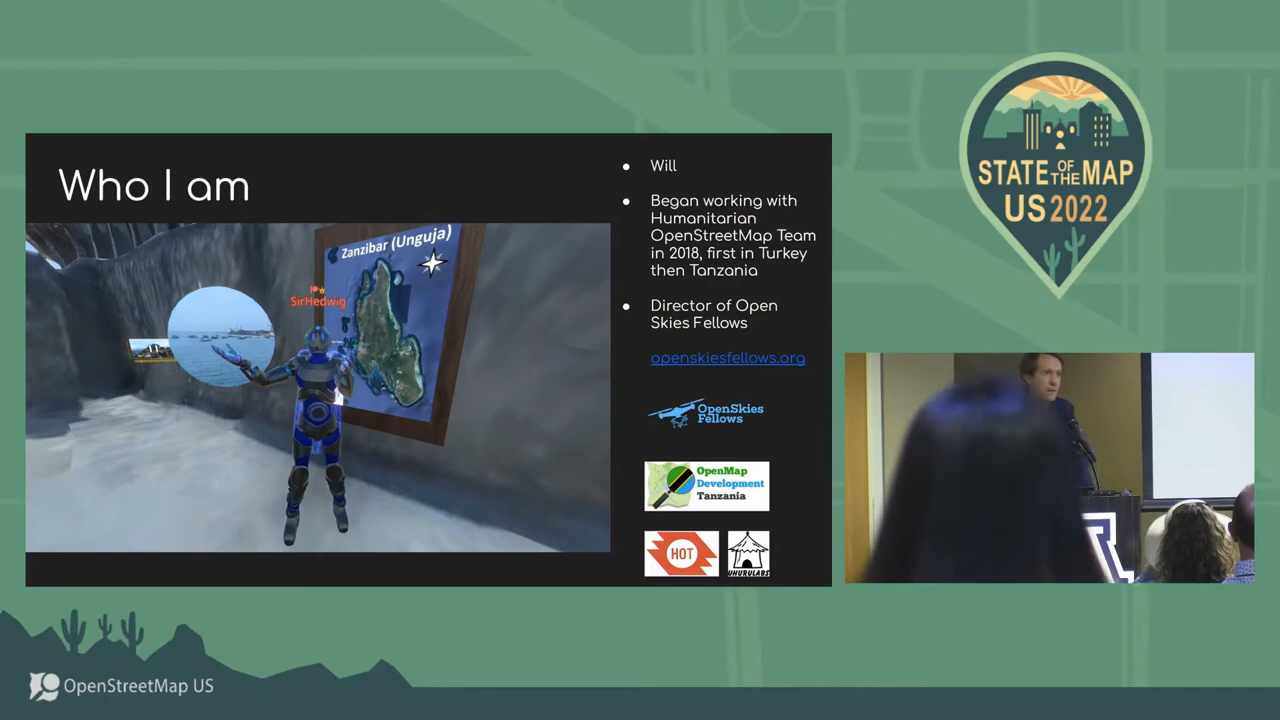 Who I am
Zanzibar (Unguja)
SirHedwig
Will
Began working with
Humanitarian
OpenStreetMap Team
in 2018, first in Turkey
then Tanzania
Director of Open
Skies Fellows
openskiesfellows.org
OpenSkies
Fellows
OpenMap
Development
Tanzania
HOT
UHURULABS
STATE OF THE MAP
US 2022
OpenStreetMap US